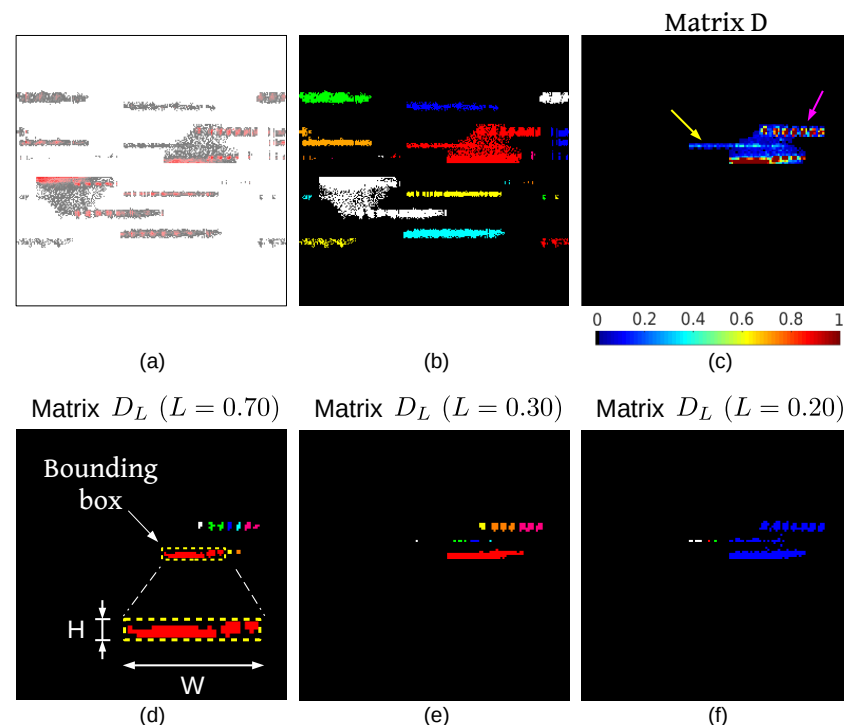 Matrix D
(a)
(b)
0 0.2 0.4 0.6 0.8 1
(c)
Matrix D_L (L = 0.70)
Matrix D_L (L = 0.30)
Matrix D_L (L = 0.20)
Bounding
box
H
W
(d)
(e)
(f)